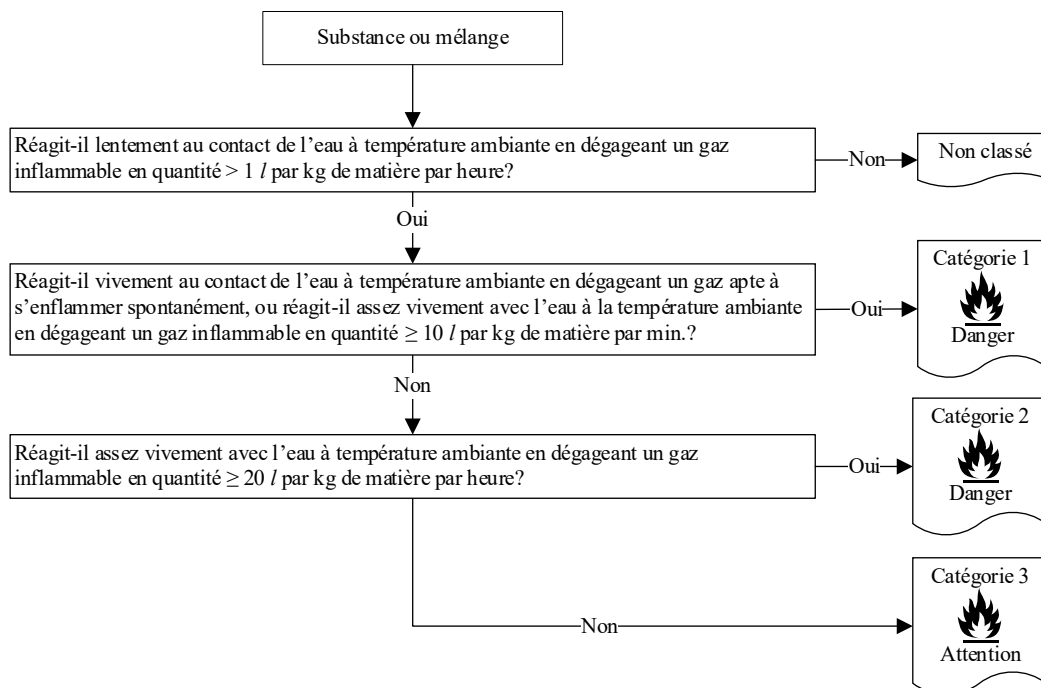 Substance ou mélange
Réagit-il lentement au contact de l’eau à température ambiante en dégageant un gaz
inflammable en quantité > 1 l par kg de matière par heure?
Non
Non classé
Oui
Réagit-il vivement au contact de l’eau à température ambiante en dégageant un gaz apte à
s’enflammer spontanément, ou réagit-il assez vivement avec l’eau à la température ambiante
en dégageant un gaz inflammable en quantité ≥ 10 l par kg de matière par min.?
Oui
Catégorie 1
Danger
Non
Réagit-il assez vivement avec l’eau à température ambiante en dégageant un gaz
inflammable en quantité ≥ 20 l par kg de matière par heure?
Oui
Catégorie 2
Danger
Non
Catégorie 3
Attention